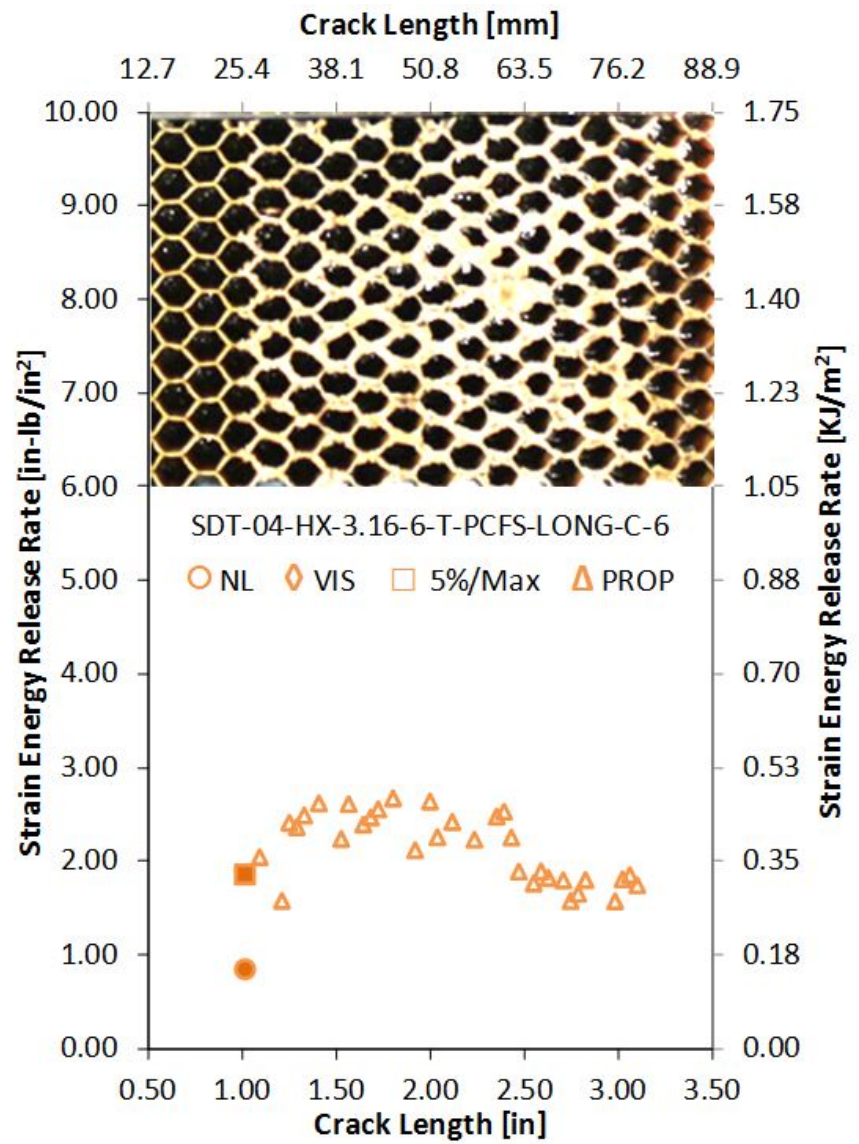 Crack Length [mm]
12.7 25.4 38.1 50.8 63.5 76.2 88.9
Strain Energy Release Rate [in-lb/in²]
10.00
9.00
8.00
7.00
6.00
5.00
4.00
3.00
2.00
1.00
0.00
SDT-04-HX-3.16-6-T-PCFS-LONG-C-6
NL VIS 5%/Max PROP
1.75
1.58
1.40
1.23
1.05
0.88
0.70
0.53
0.35
0.18
0.00
Strain Energy Release Rate [KJ/m²]
0.50 1.00 1.50 2.00 2.50 3.00 3.50
Crack Length [in]